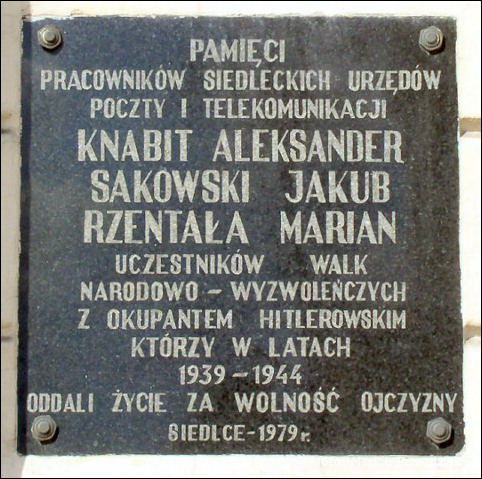 PAMIĘCI
PRACOWNIKÓW SIEDLECKICH URZĘDÓW
POCZTY I TELEKOMUNIKACJI
KNABIT ALEKSANDER
SAKOWSKI JAKUB
RZENTAŁA MARIAN
UCZESTNIKÓW WALK
NARODOWO – WYZWOLEŃCZYCH
Z OKUPANTEM HITLEROWSKIM
KTÓRZY W LATACH
1939 – 1944
ODDALI ŻYCIE ZA WOLNOŚĆ OJCZYZNY
SIEDLCE - 1979 r.